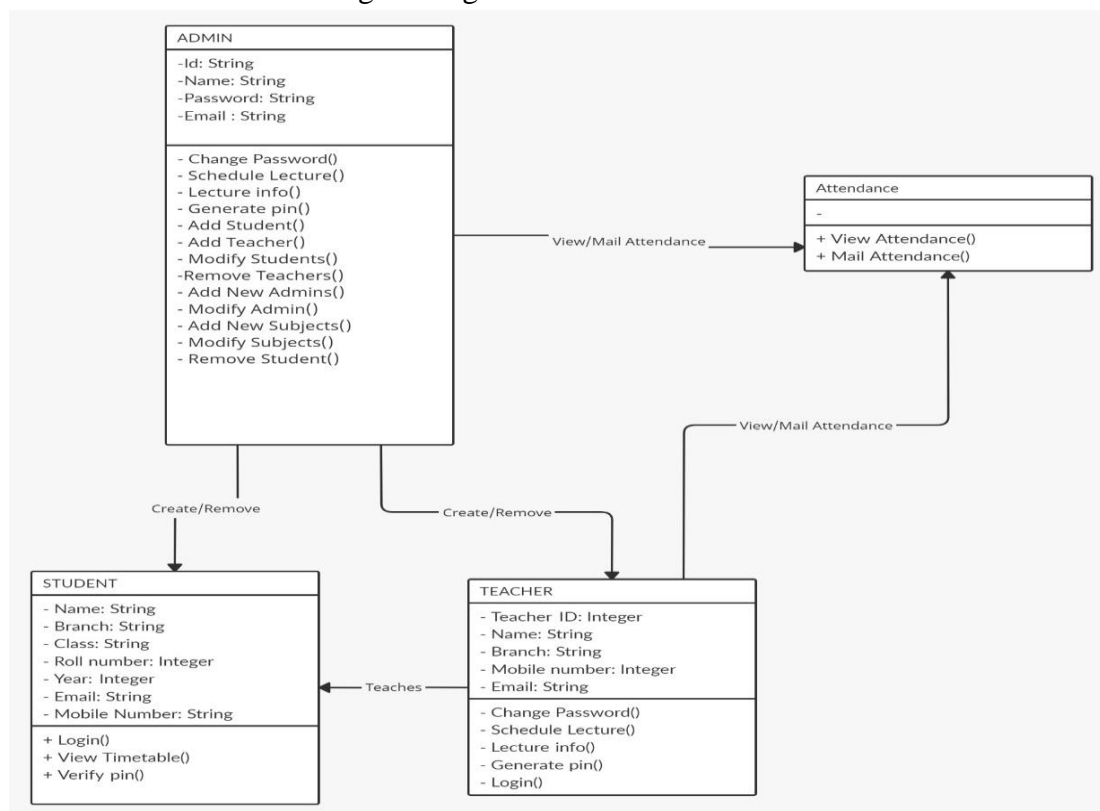 ADMIN
-Id: String
-Name: String
-Password: String
-Email : String
- Change Password()
- Schedule Lecture()
- Lecture info()
- Generate pin()
- Add Student()
- Add Teacher()
- Modify Students()
-Remove Teachers()
- Add New Admins()
- Modify Admin()
- Add New Subjects()
- Modify Subjects()
- Remove Student()
View/Mail Attendance
Attendance
-
+ View Attendance()
+ Mail Attendance()
View/Mail Attendance
Create/Remove
Create/Remove
STUDENT
- Name: String
- Branch: String
- Class: String
- Roll number: Integer
- Year: Integer
- Email: String
- Mobile Number: String
+ Login()
+ View Timetable()
+ Verify pin()
Teaches
TEACHER
- Teacher ID: Integer
- Name: String
- Branch: String
- Mobile number: Integer
- Email: String
- Change Password()
- Schedule Lecture()
- Lecture info()
- Generate pin()
- Login()